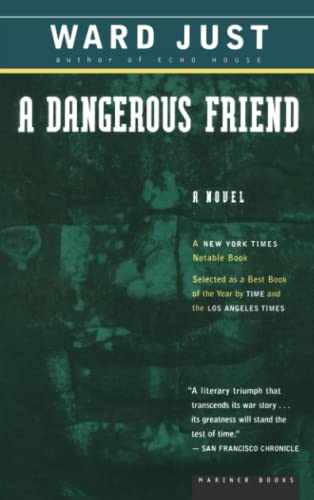 WARD JUST
author of ECHO HOUSE
A DANGEROUS FRIEND
A NOVEL
A NEW YORK TIMES
Notable Book
Selected as a Best Book
of the Year by TIME and
the LOS ANGELES TIMES
"A literary triumph that
transcends its war story . . .
its greatness will stand the
test of time."
— SAN FRANCISCO CHRONICLE
MARINER BOOKS